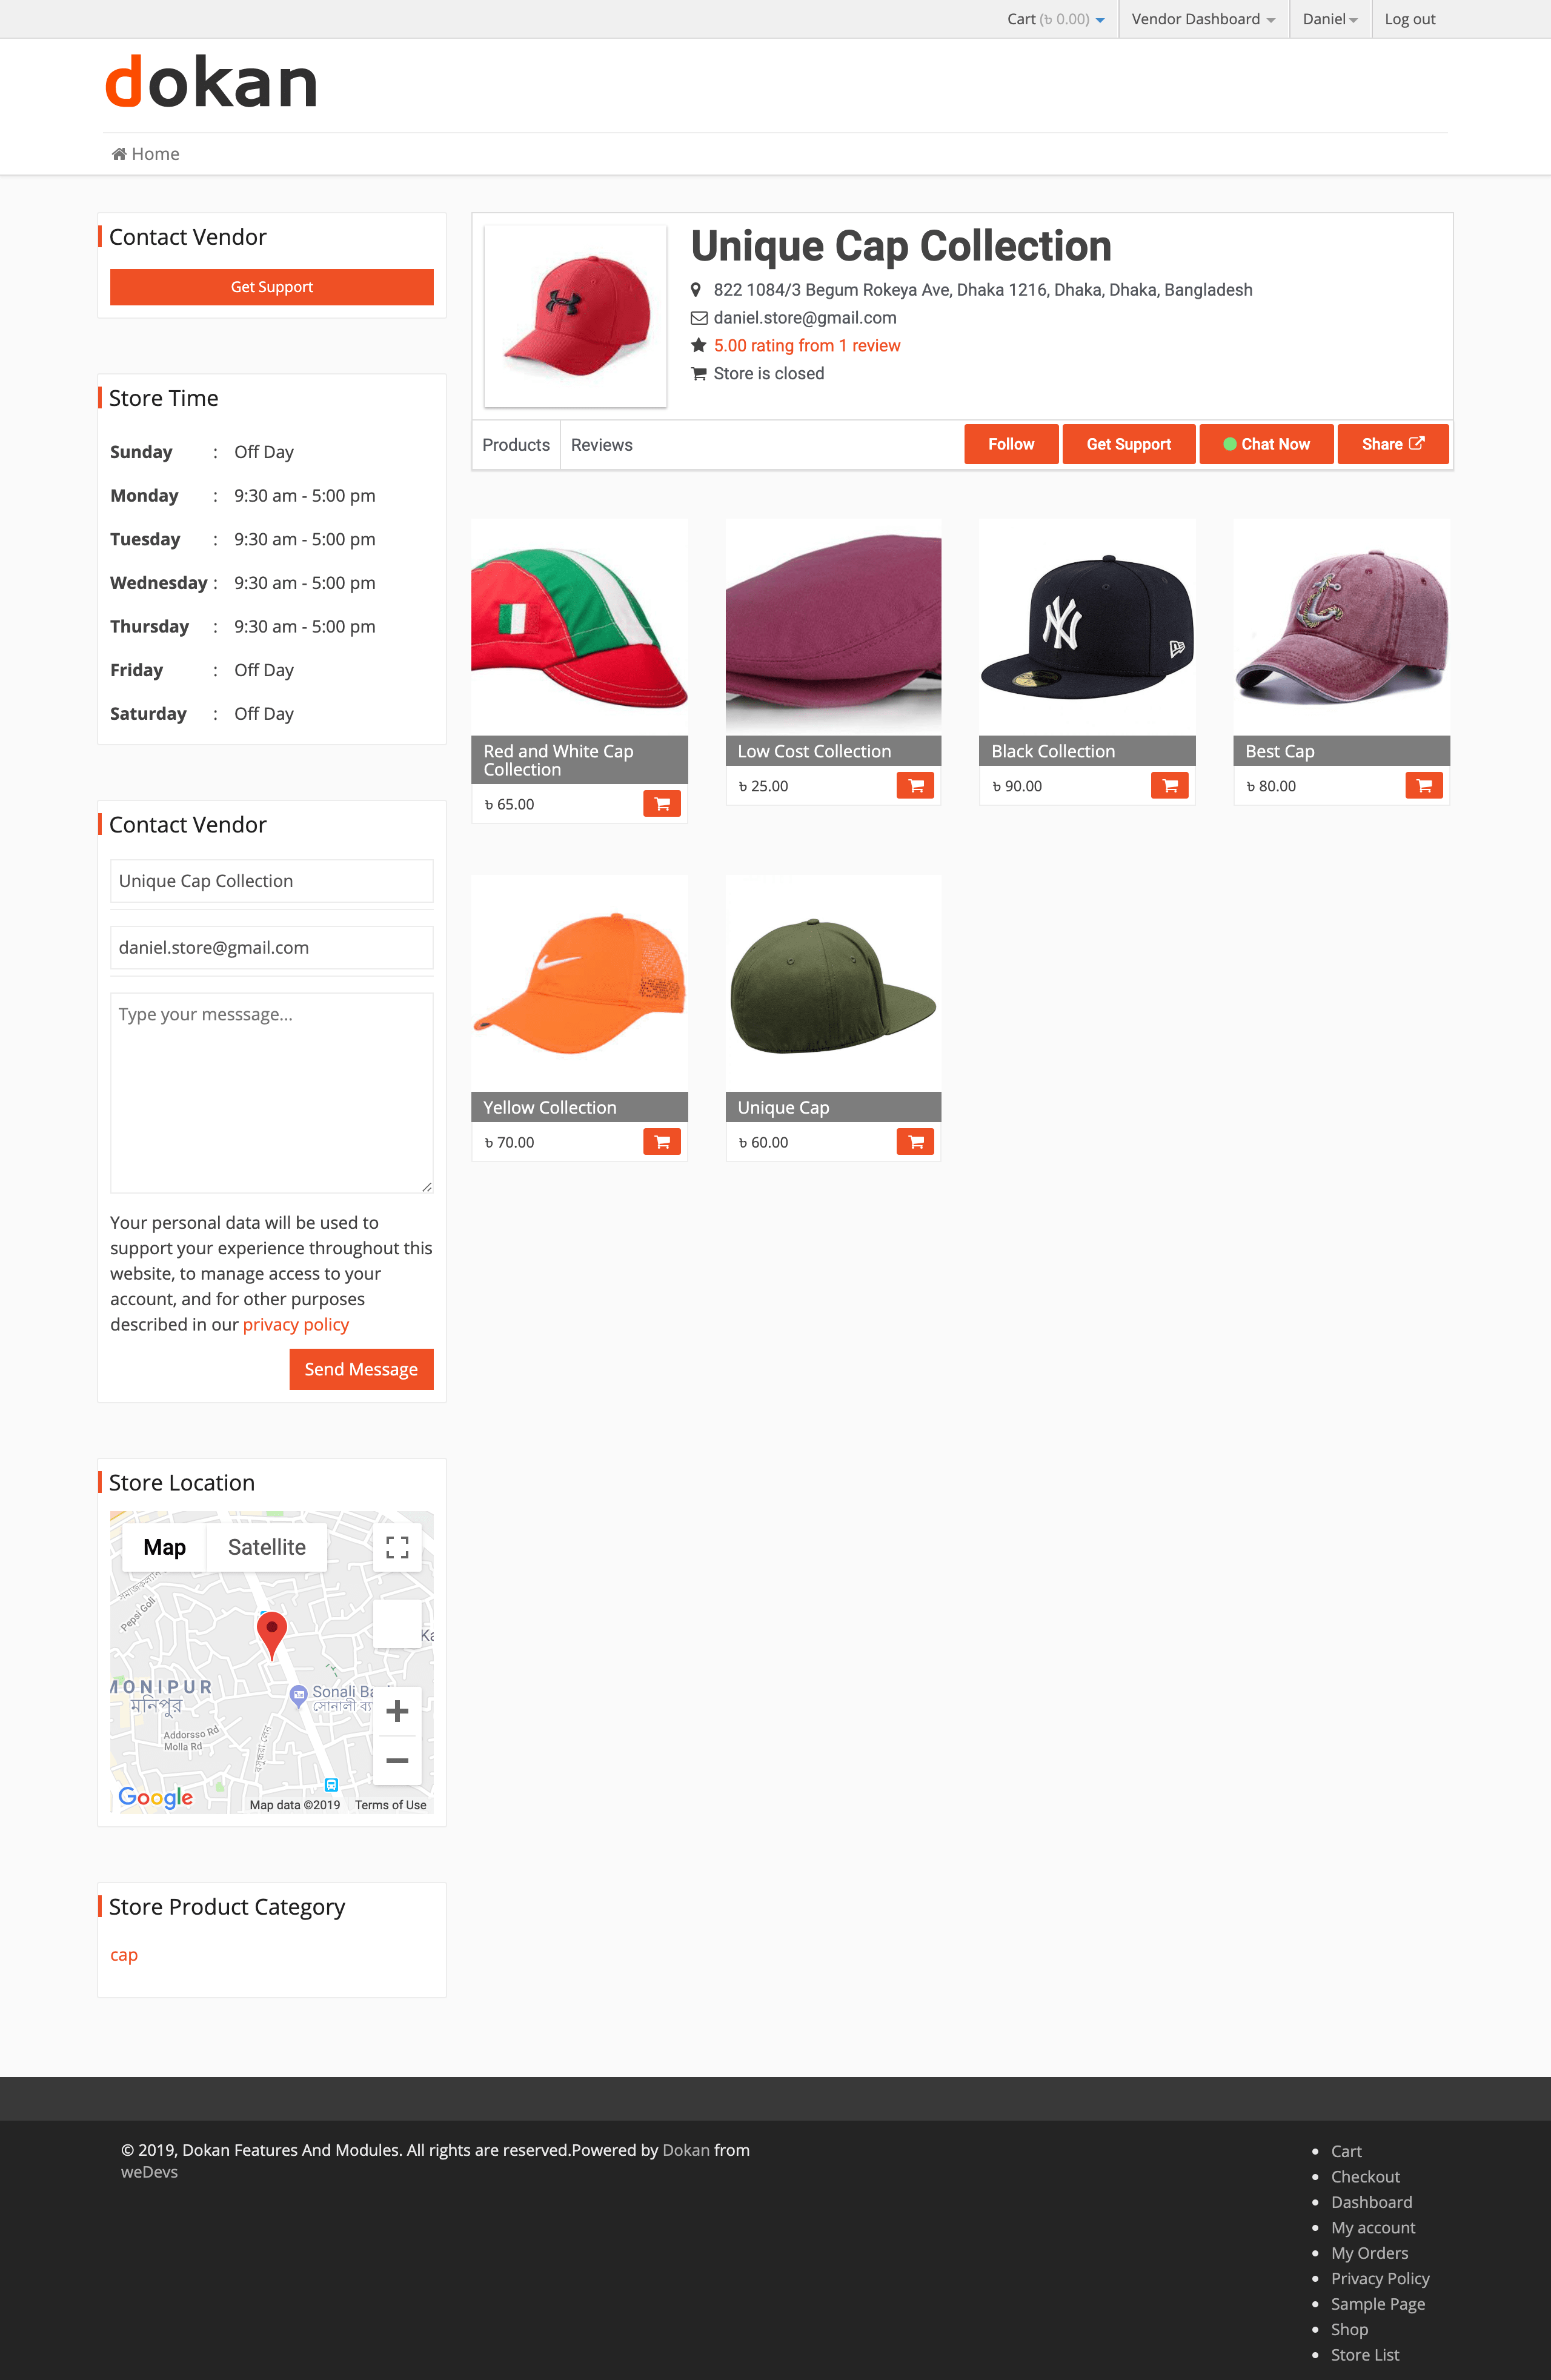 Cart (৳ 0.00)
Vendor Dashboard
Daniel
Log out
dokan
Home
Contact Vendor
Get Support
Store Time
Sunday : Off Day
Monday : 9:30 am - 5:00 pm
Tuesday : 9:30 am - 5:00 pm
Wednesday : 9:30 am - 5:00 pm
Thursday : 9:30 am - 5:00 pm
Friday : Off Day
Saturday : Off Day
Contact Vendor
Unique Cap Collection
daniel.store@gmail.com
Type your messsage...
Your personal data will be used to
support your experience throughout this
website, to manage access to your
account, and for other purposes
described in our privacy policy
Send Message
Store Location
Map
Satellite
সমাজকল্যাণ
Pepsi Goli
Ka
MONIPUR
মনিপুর
Sonali Ba
সোনালী ব্যা
Addorsso
Molla Rd
Google
Map data ©2019
Terms of Use
Store Product Category
cap
Unique Cap Collection
822 1084/3 Begum Rokeya Ave, Dhaka 1216, Dhaka, Dhaka, Bangladesh
daniel.store@gmail.com
5.00 rating from 1 review
Store is closed
Products
Reviews
Follow
Get Support
Chat Now
Share
NY
Red and White Cap
Collection
৳ 65.00
Low Cost Collection
৳ 25.00
Black Collection
৳ 90.00
Best Cap
৳ 80.00
Yellow Collection
৳ 70.00
Unique Cap
৳ 60.00
© 2019, Dokan Features And Modules. All rights are reserved.Powered by Dokan from
weDevs
Cart
Checkout
Dashboard
My account
My Orders
Privacy Policy
Sample Page
Shop
Store List